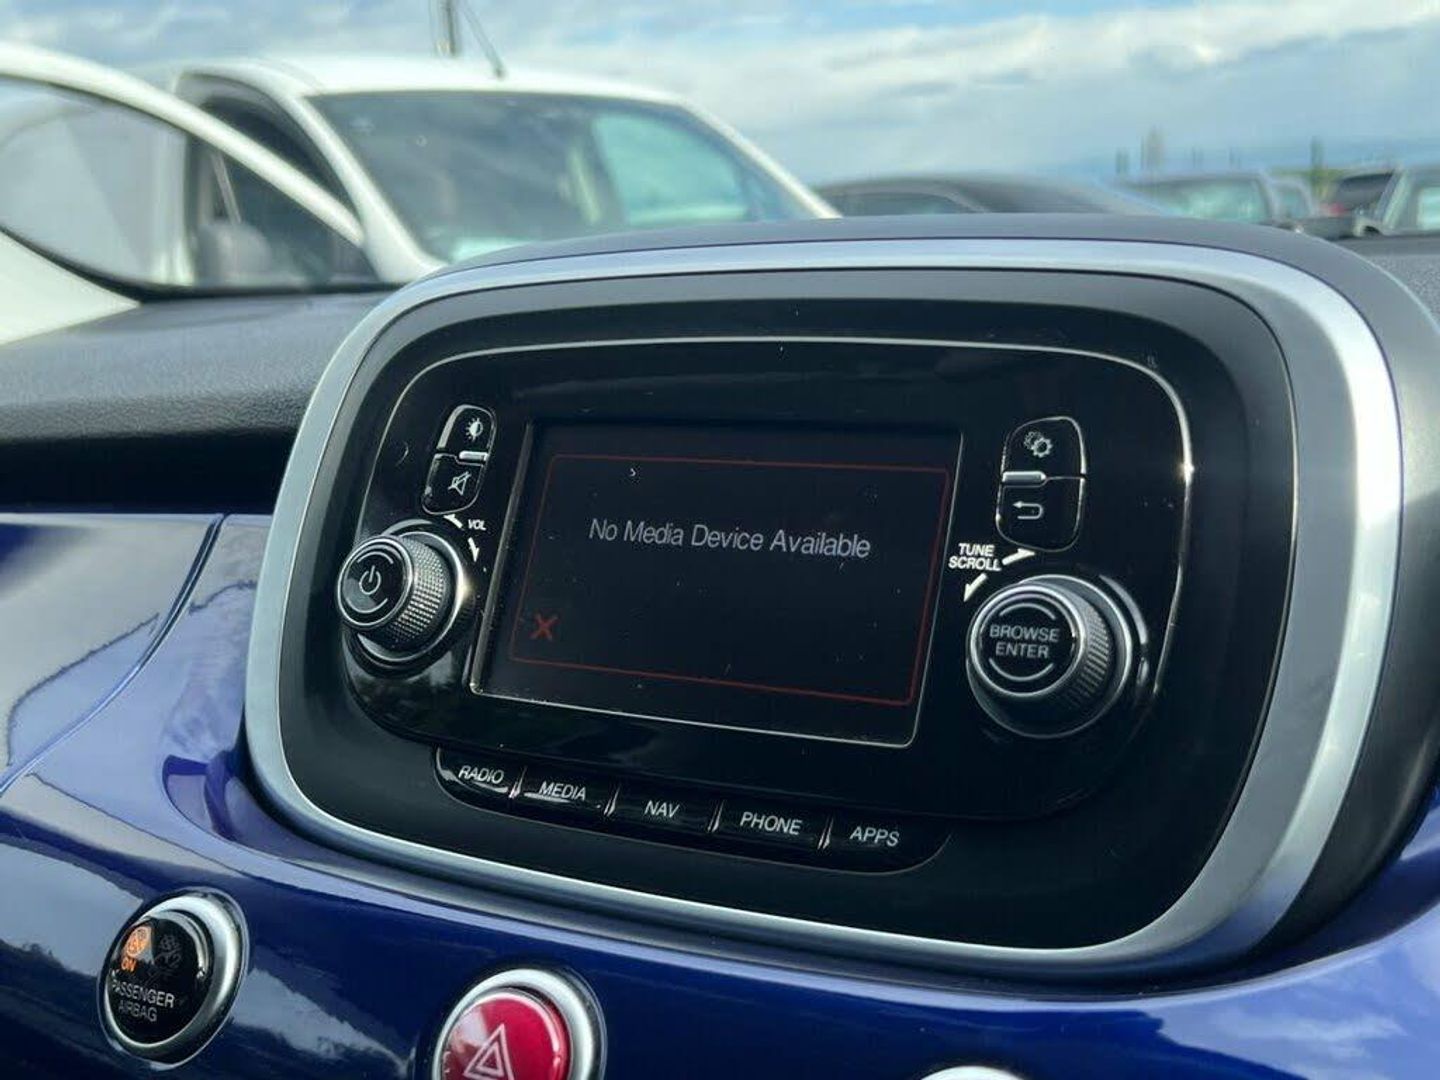 VOL
No Media Device Available
TUNE
SCROLL
BROWSE
ENTER
RADIO
MEDIA
NAV
PHONE
APPS
ON
PASSENGER
AIRBAG